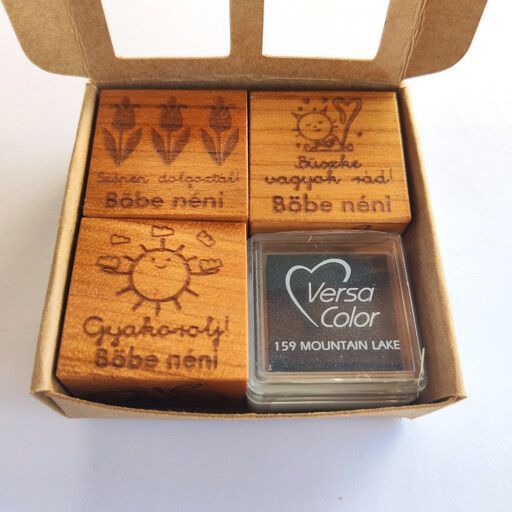 Szépen dolgoztál!
Böbe néni
Büszke
vagyok rád!
Böbe néni
Gyakorolj!
Böbe néni
Versa
Color
159 MOUNTAIN LAKE